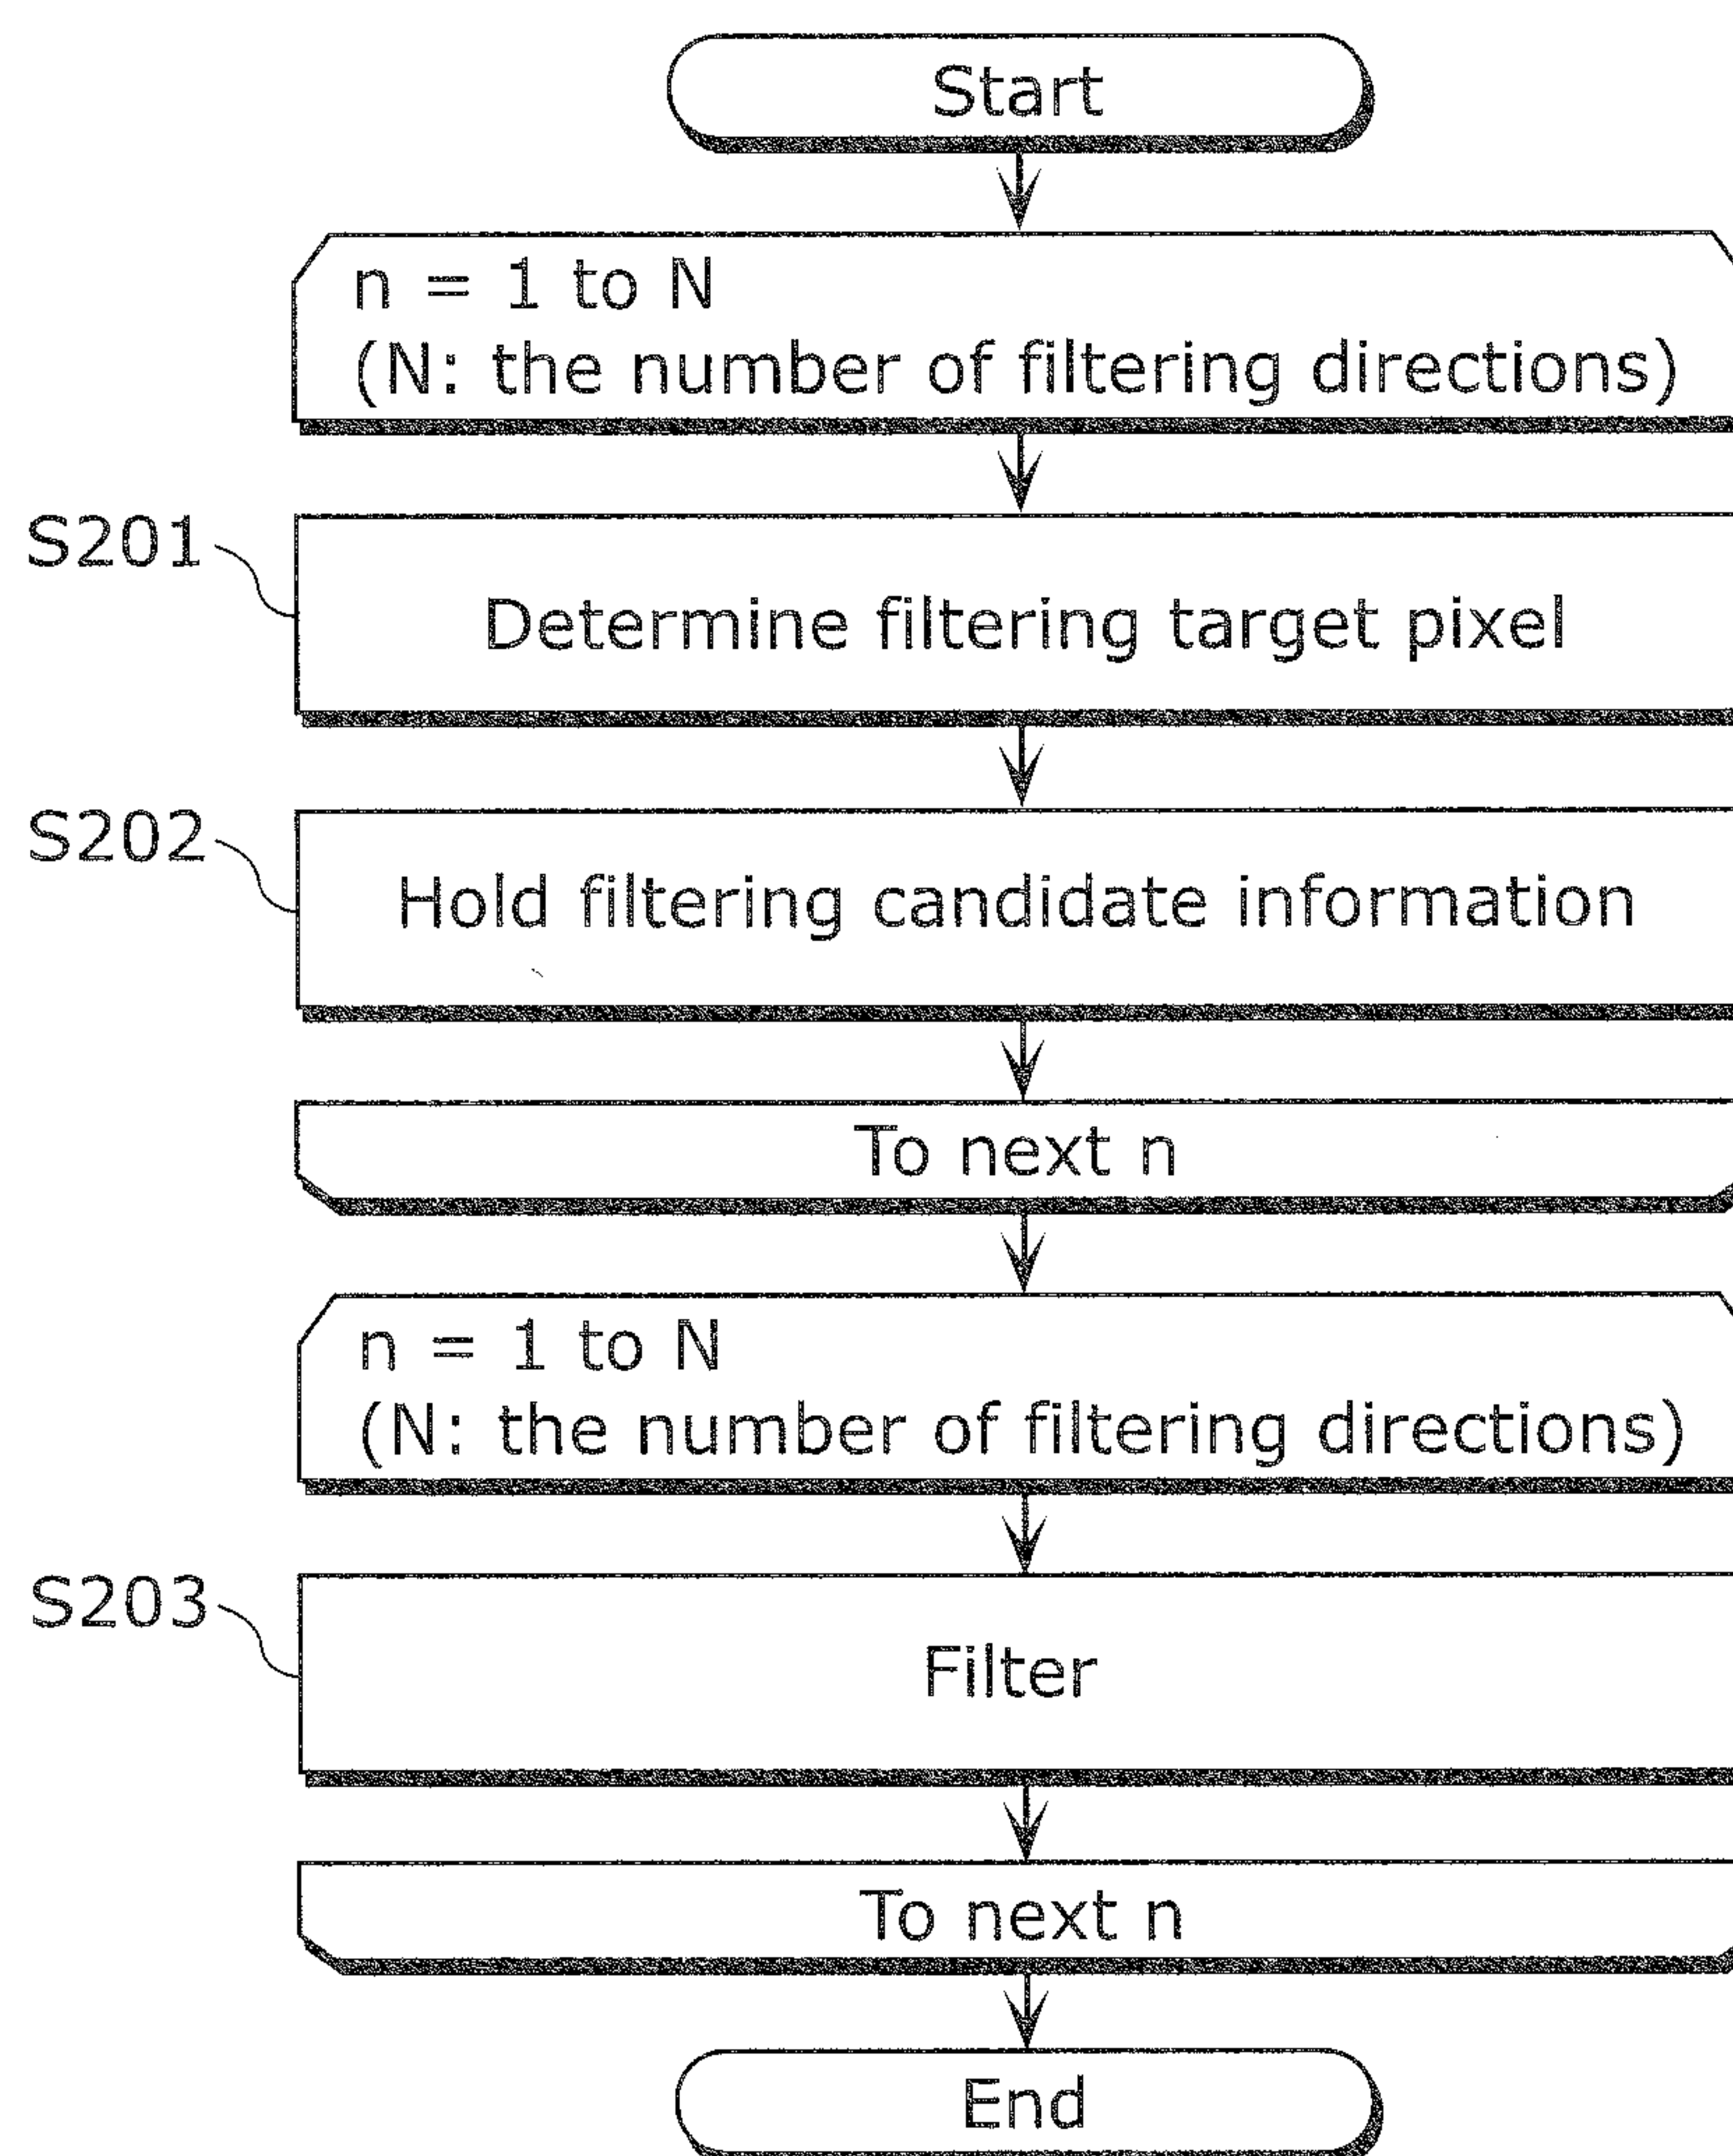 Start
n = 1 to N
(N: the number of filtering directions)
S201
Determine filtering target pixel
S202
Hold filtering candidate information
To next n
n = 1 to N
(N: the number of filtering directions)
S203
Filter
To next n
End